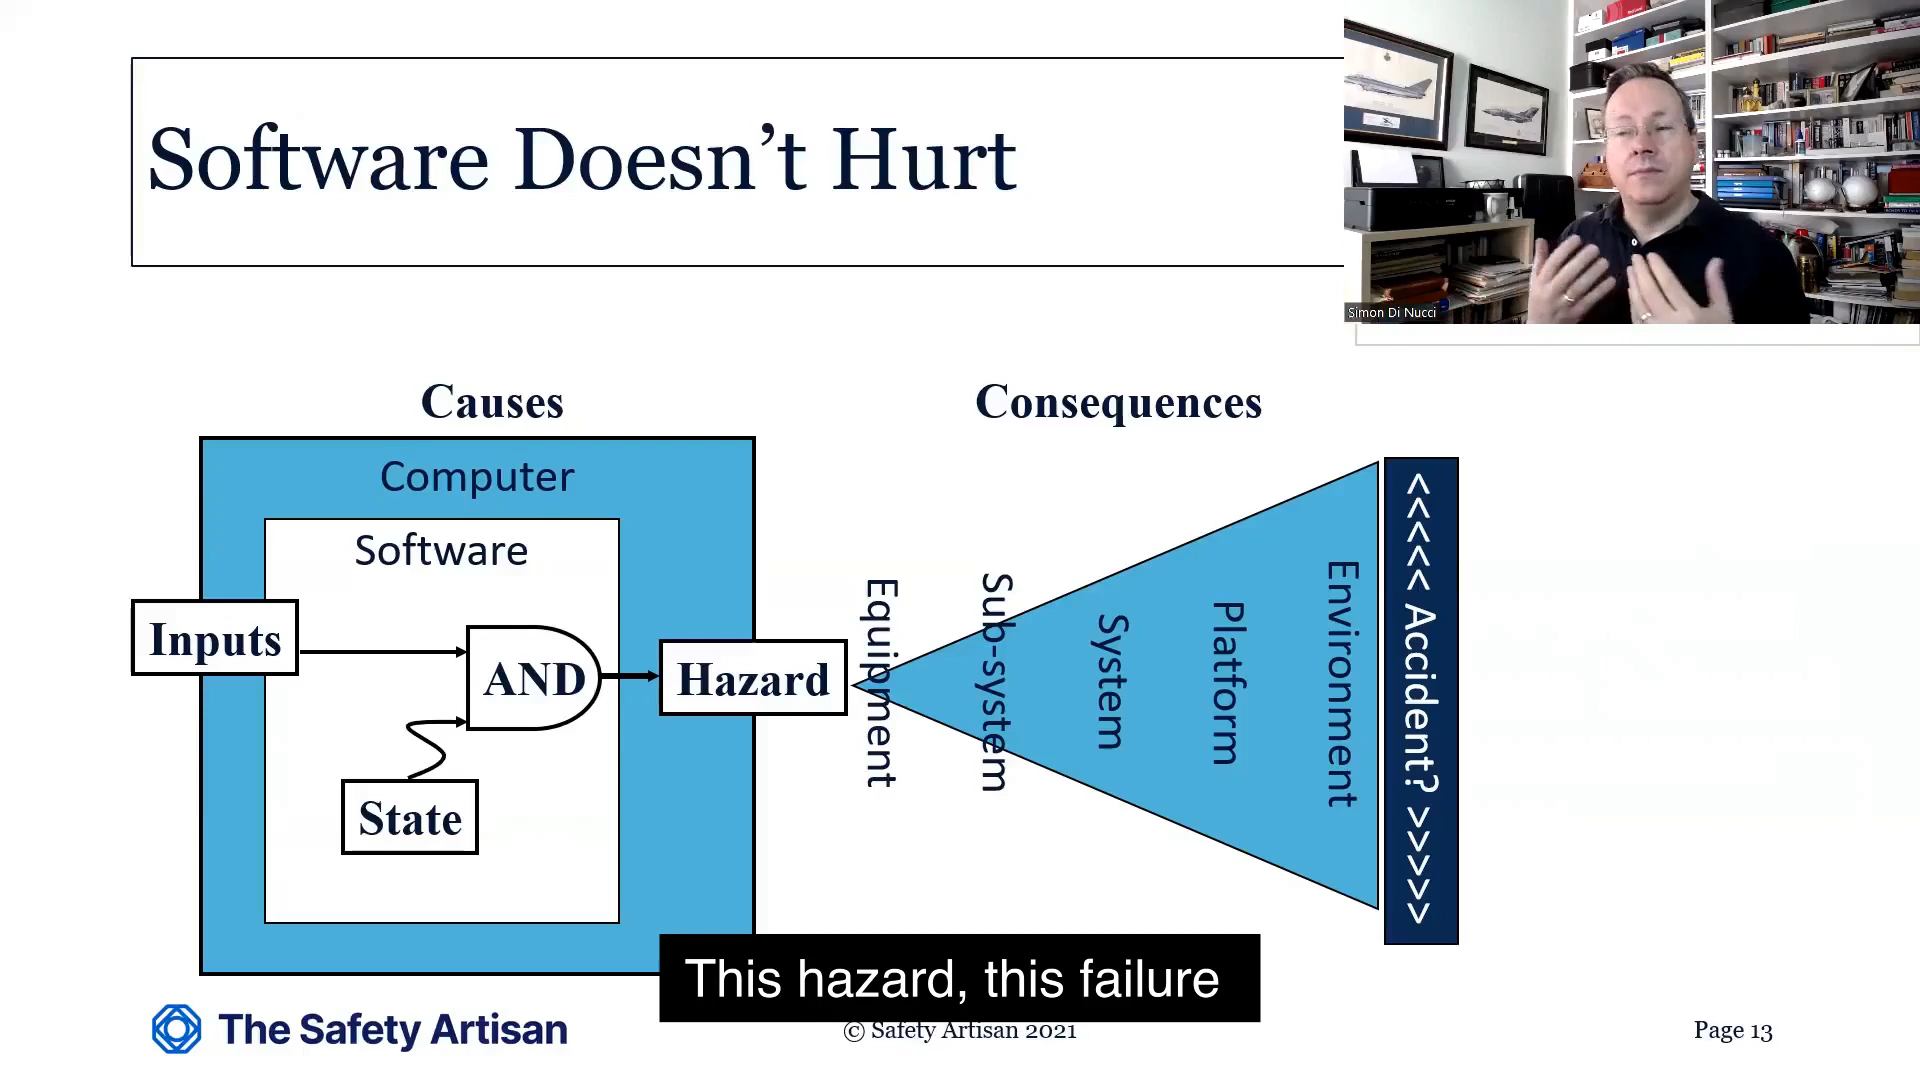 Software Doesn’t Hurt
Simon Di Nucci
Causes
Consequences
Computer
Software
Inputs
AND
State
Hazard
Equipment
Sub-system
System
Platform
Environment
<<<<< Accident? >>>>>
This hazard, this failure
The Safety Artisan
© Safety Artisan 2021
Page 13